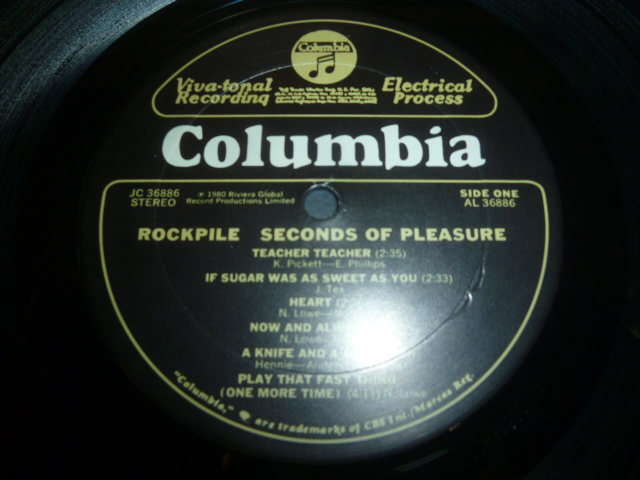 Columbia
Viva-tonal
Recording
Electrical
Process
Columbia
JC 36886
STEREO
℗ 1980 Riviera Global
Record Productions Limited
SIDE ONE
AL 36886
ROCKPILE SECONDS OF PLEASURE
TEACHER TEACHER (2:35)
K. Pickett—E. Phillips
IF SUGAR WAS AS SWEET AS YOU (2:33)
J. Tex
HEART
N. Lowe
NOW AND
N. Lowe
A KNIFE AND A
Hennie
PLAY THAT FAST THING
(ONE MORE TIME) (4:11) N. Lowe
"Columbia," are trademarks of CBS Inc./Marcas Reg.